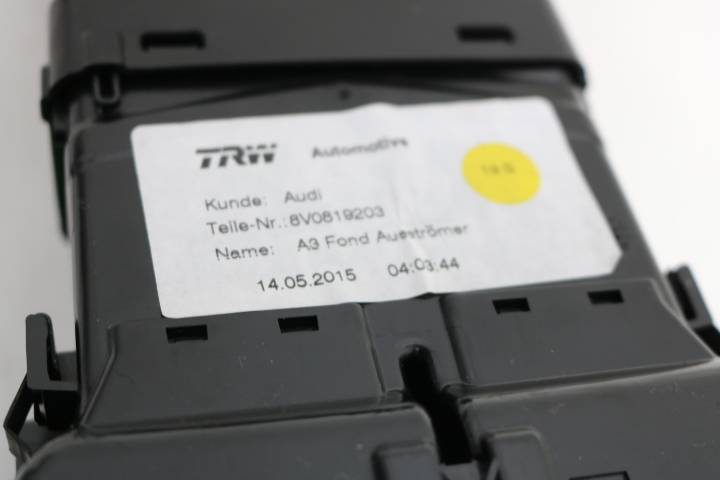 TRW Automotive
Kunde: Audi
Teile-Nr.: 8V0819203
Name: A3 Fond Ausströmer
14.05.2015 04:03:44